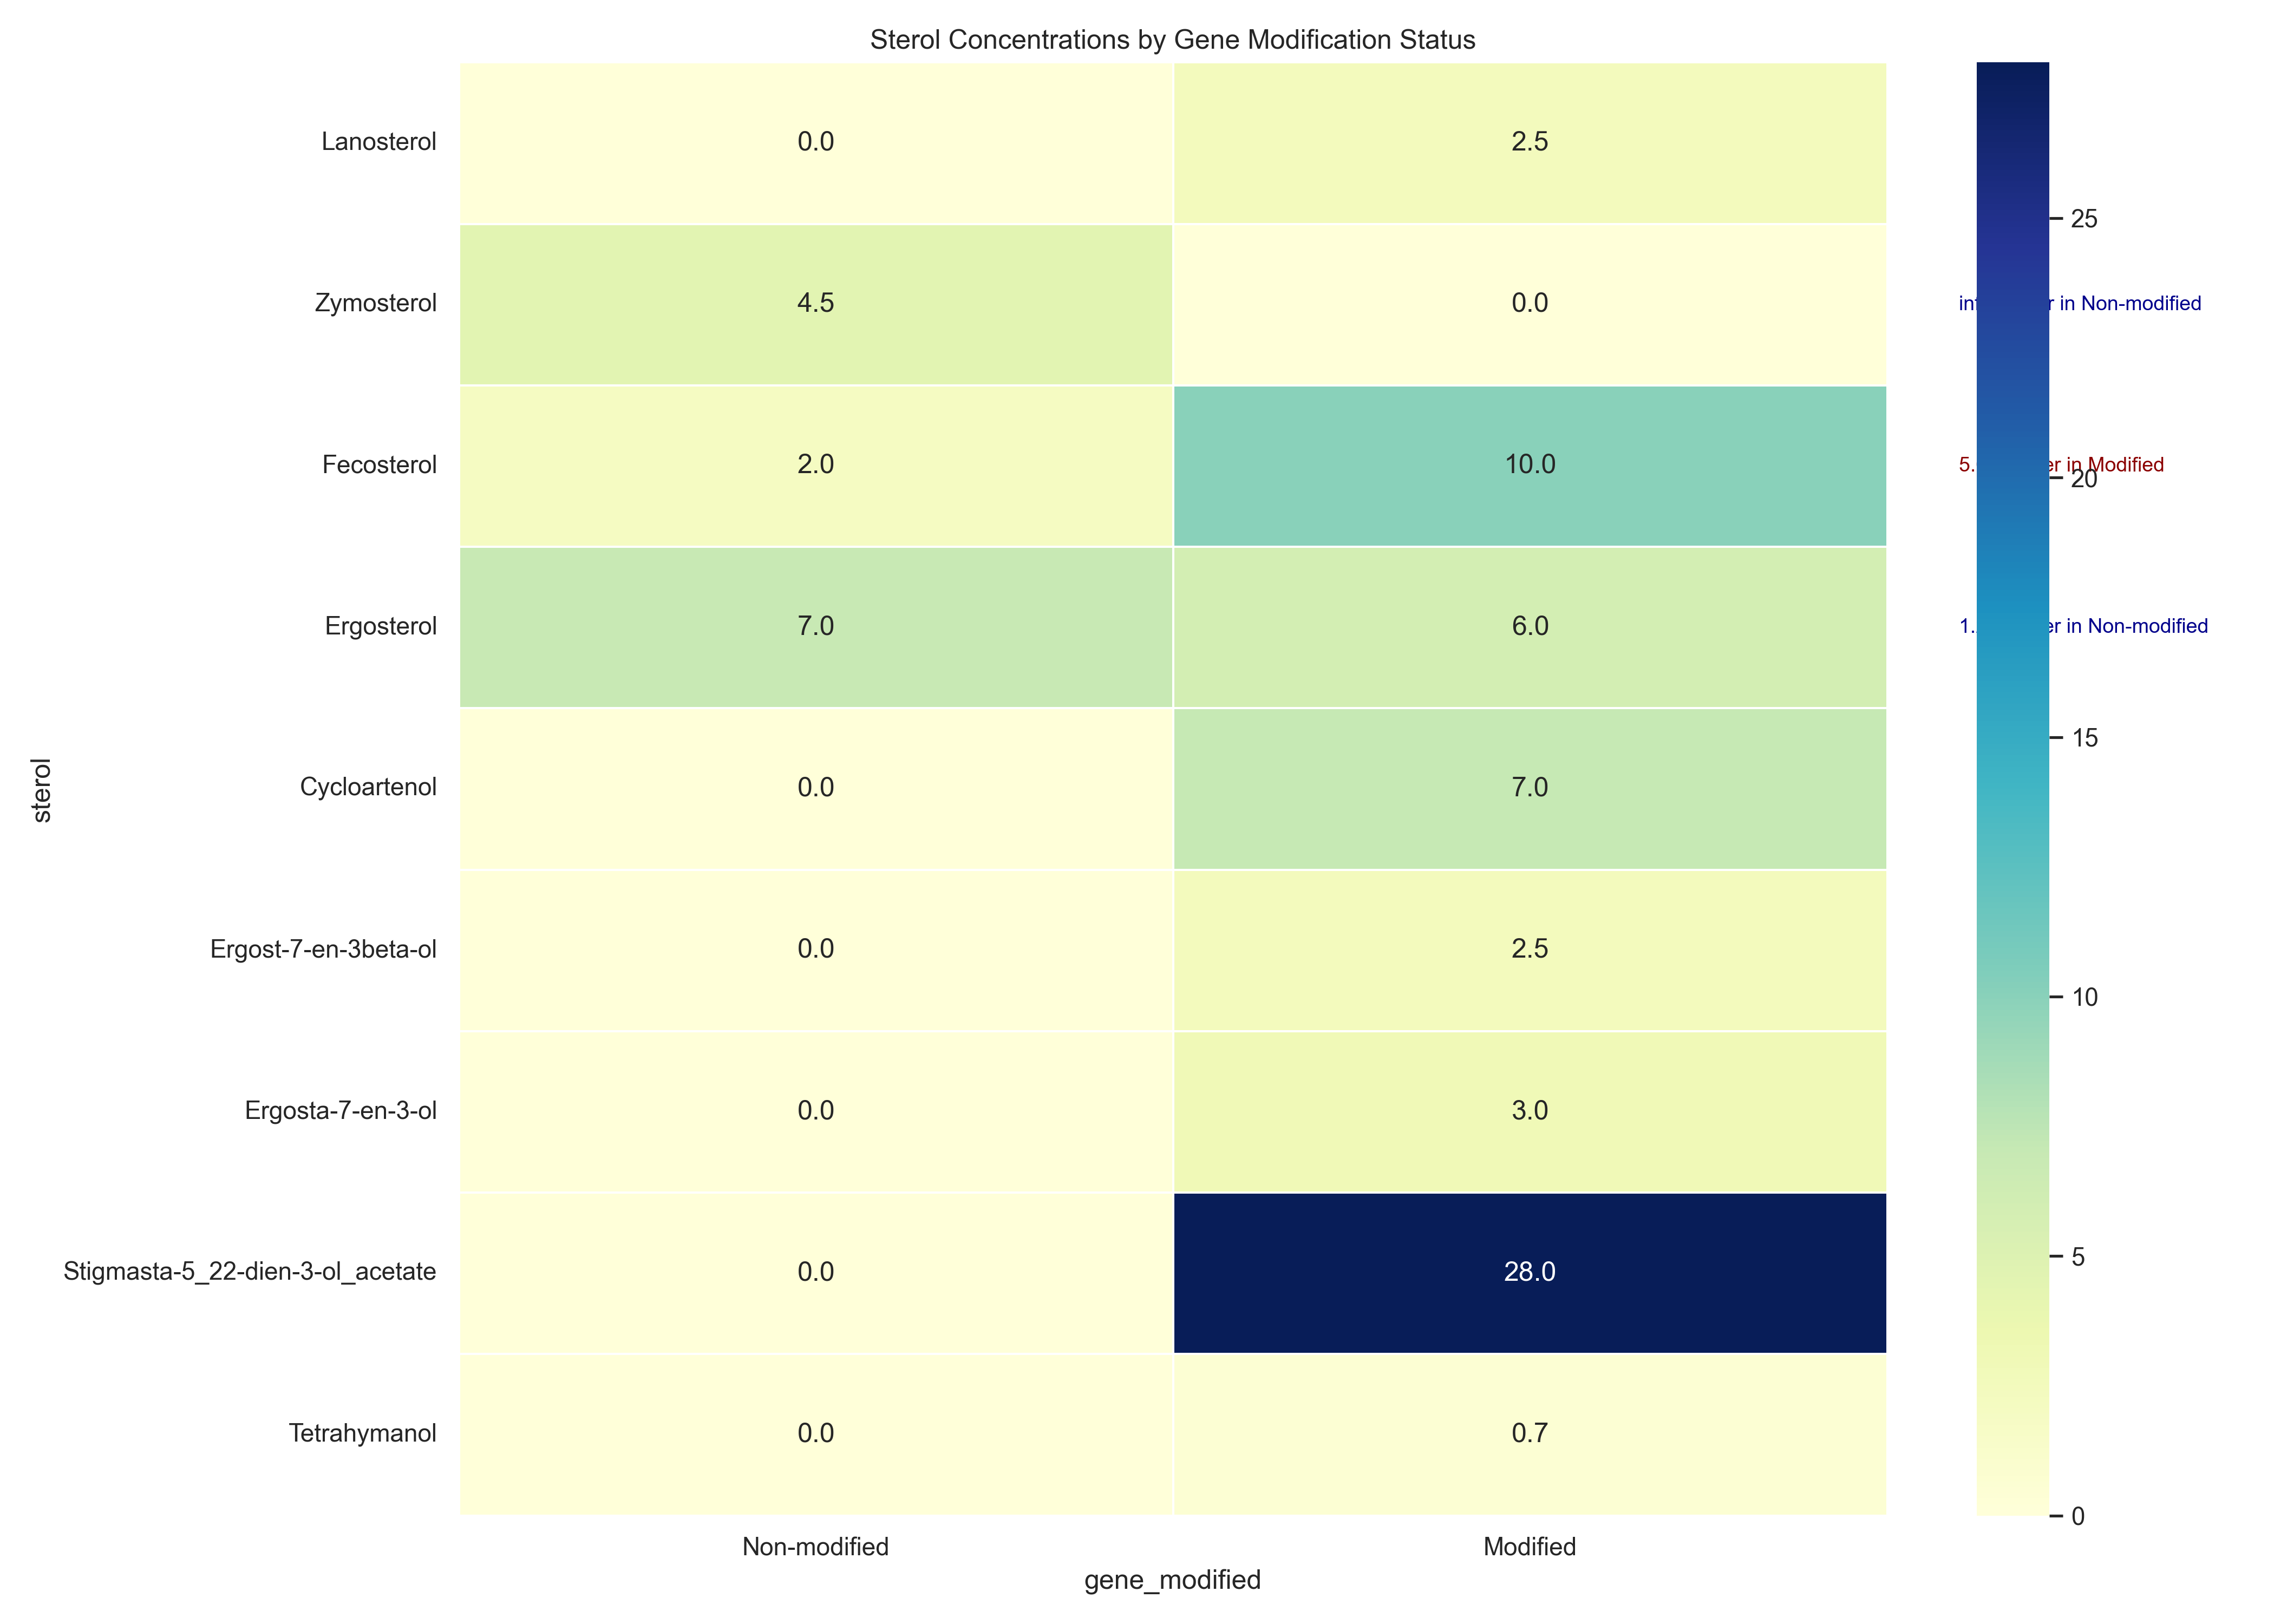 Sterol Concentrations by Gene Modification Status
Lanosterol 0.0 2.5
25
Zymosterol 4.5 0.0 in Non-modified
Fecosterol 2.0 10.0 in Modified
20
Ergosterol 7.0 6.0 in Non-modified
15
sterol
Cycloartenol 0.0 7.0
Ergost-7-en-3beta-ol 0.0 2.5
10
Ergosta-7-en-3-ol 0.0 3.0
5
Stigmasta-5_22-dien-3-ol_acetate 0.0 28.0
Tetrahymanol 0.0 0.7
0
Non-modified Modified
gene_modified